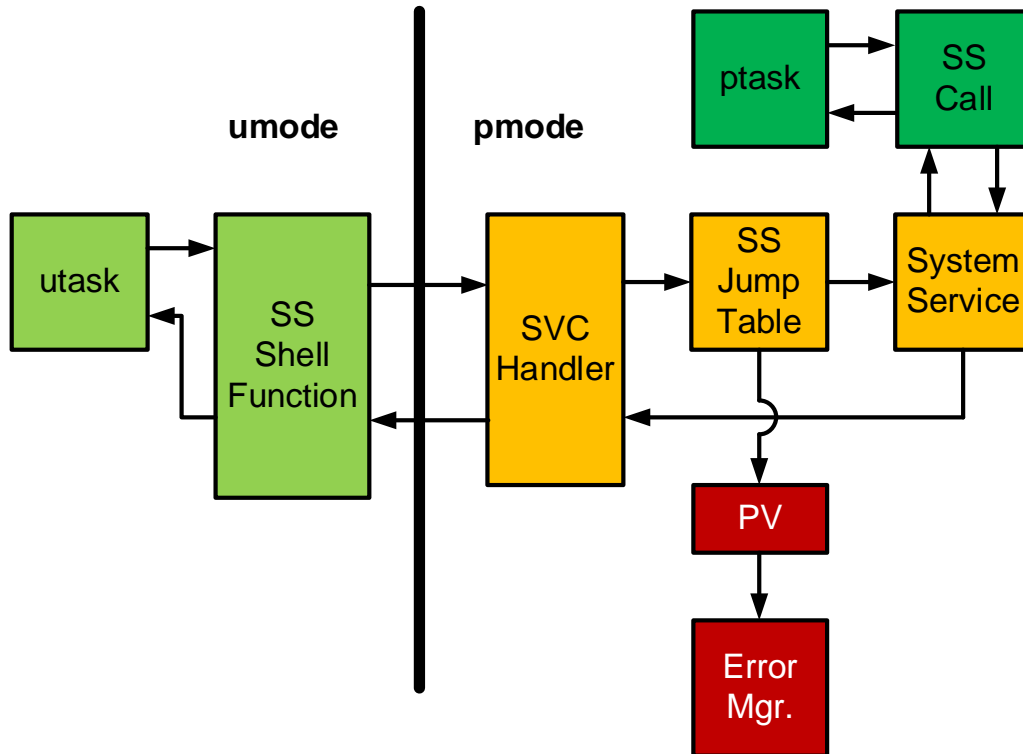 ptask
SS
Call
umode
pmode
utask
SS
Shell
Function
SVC
Handler
SS
Jump
Table
System
Service
PV
Error
Mgr.